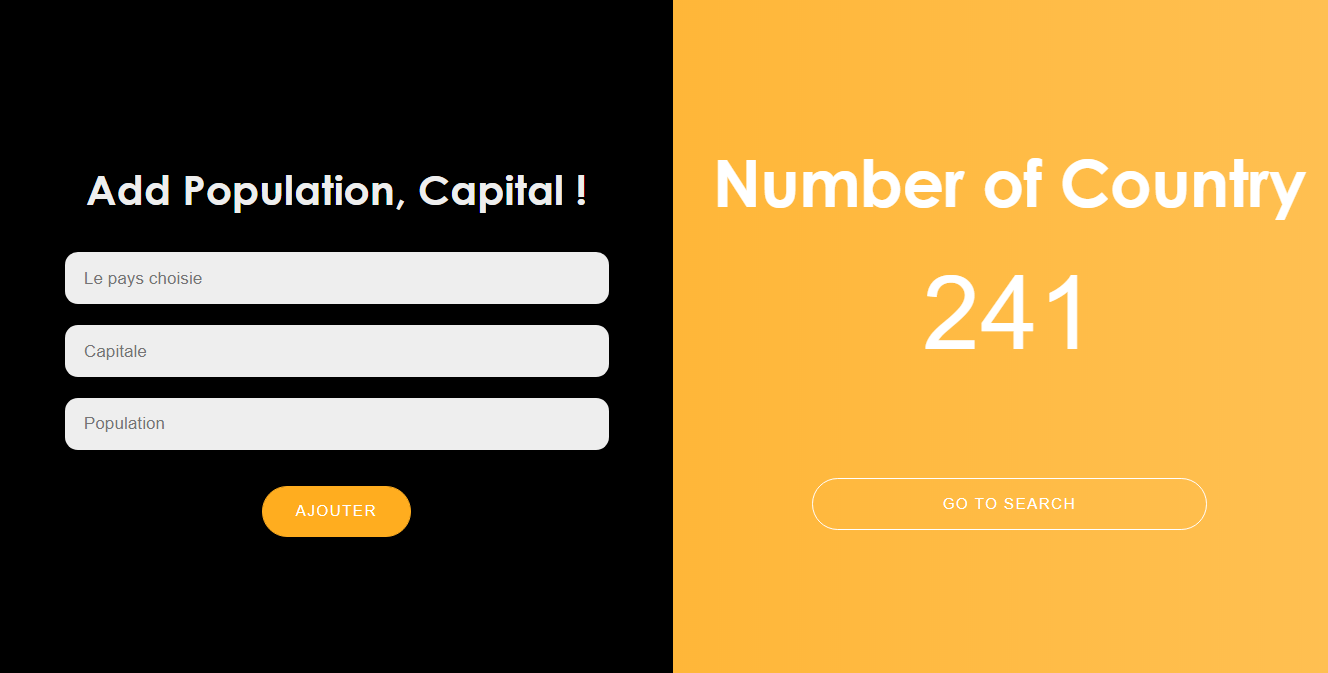 Add Population, Capital !
Le pays choisie
Capitale
Population
AJOUTER
Number of Country
241
GO TO SEARCH